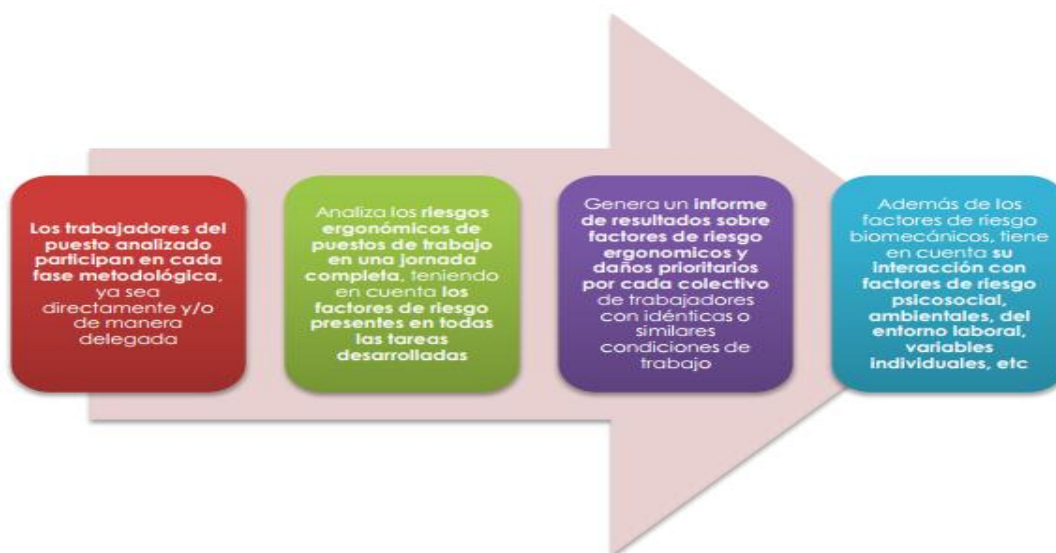 Los trabajadores del
puesto analizado
participan en cada
fase metodológica,
ya sea
directamente y/o
de manera
delegada
Analiza los riesgos
ergonómicos de
puestos de trabajo
en una jornada
completa, teniendo
en cuenta los
factores de riesgo
presentes en todas
las tareas
desarrolladas
Genera un informe
de resultados sobre
factores de riesgo
ergonomicos y
daños prioritarios
por cada colectivo
de trabajadores
con idénticas o
similares
condiciones de
trabajo
Además de los
factores de riesgo
biomecánicos, tiene
en cuenta su
interacción con
factores de riesgo
psicosocial,
ambientales, del
entorno laboral,
variables
individuales, etc